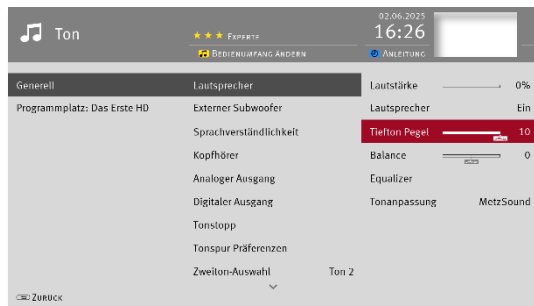 Ton
★★★ EXPERTE
BEDIENUMFANG ÄNDERN
02.06.2025
16:26
ANLEITUNG
Generell
Programmplatz: Das Erste HD
Lautsprecher
Externer Subwoofer
Sprachverständlichkeit
Kopfhörer
Analoger Ausgang
Digitaler Ausgang
Tonstopp
Tonspur Präferenzen
Zweiton-Auswahl Ton 2
Lautstärke 0%
Lautsprecher Ein
Tiefton Pegel 10
Balance 0
Equalizer
Tonanpassung MetzSound
ZURÜCK